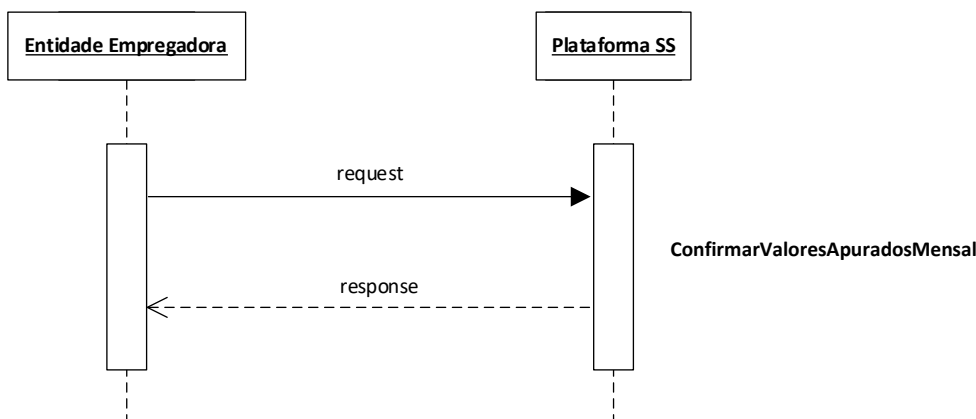 Entidade Empregadora
Plataforma SS
request
ConfirmarValoresApuradosMensal
response